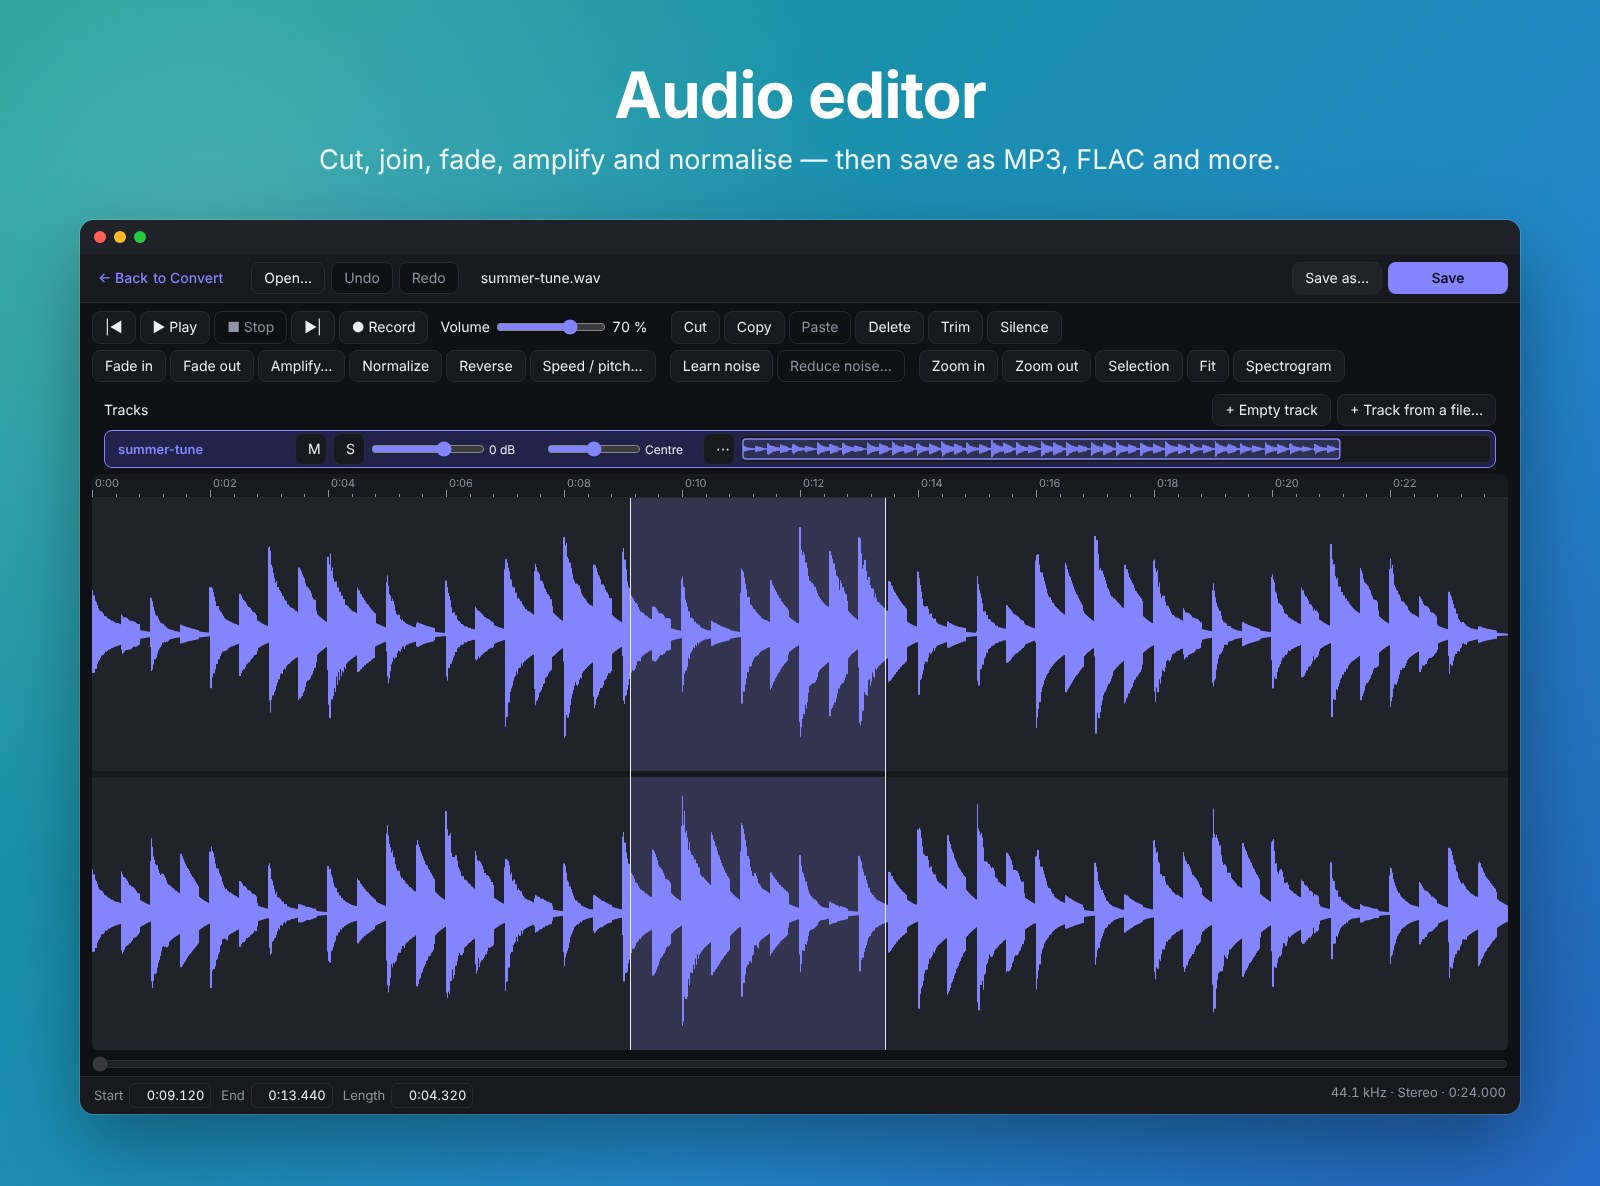 Audio editor
Cut, join, fade, amplify and normalise — then save as MP3, FLAC and more.
← Back to Convert Open... Undo Redo summer-tune.wav Save as... Save
Play Stop Record Volume 70 % Cut Copy Paste Delete Trim Silence
Fade in Fade out Amplify... Normalize Reverse Speed / pitch... Learn noise Reduce noise... Zoom in Zoom out Selection Fit Spectrogram
Tracks + Empty track + Track from a file...
summer-tune M S 0 dB Centre ...
0:00 0:02 0:04 0:06 0:08 0:10 0:12 0:14 0:16 0:18 0:20 0:22
Start 0:09.120 End 0:13.440 Length 0:04.320 44.1 kHz · Stereo · 0:24.000